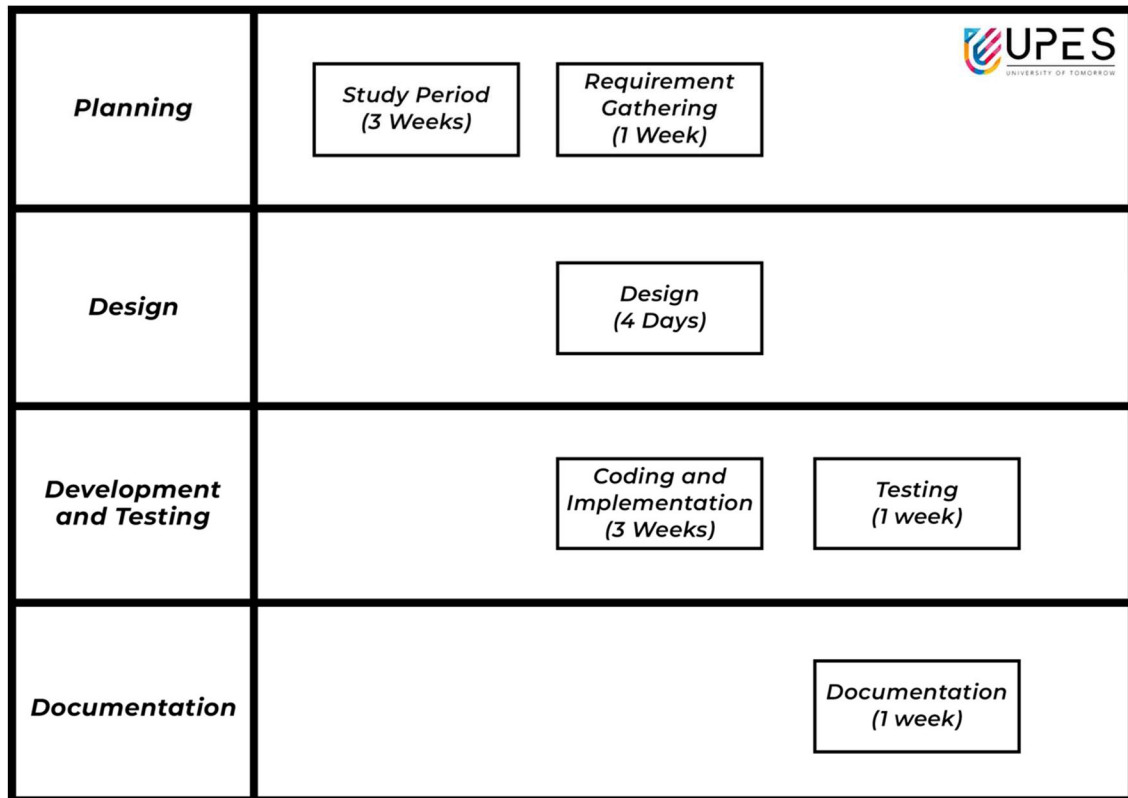 UPES
UNIVERSITY OF TOMORROW
Planning
Study Period
(3 Weeks)
Requirement
Gathering
(1 Week)
Design
Design
(4 Days)
Development
and Testing
Coding and
Implementation
(3 Weeks)
Testing
(1 week)
Documentation
Documentation
(1 week)